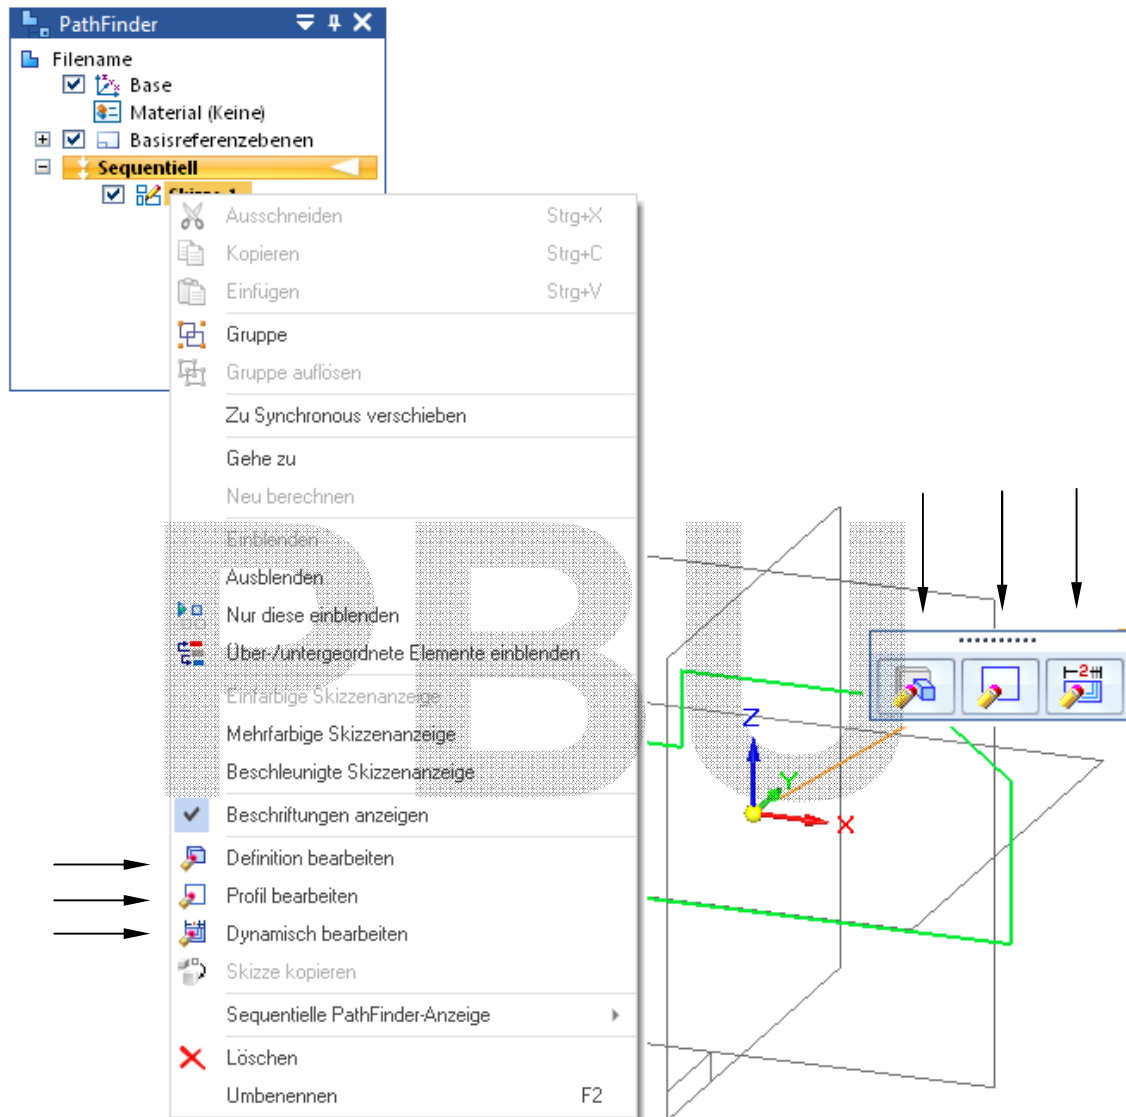 PathFinder
Filename
Base
Material (Keine)
Basisreferenzebenen
Sequentiell
Ausschneiden Strg+X
Kopieren Strg+C
Einfügen Strg+V
Gruppe
Gruppe auflösen
Zu Synchronous verschieben
Gehe zu
Neu berechnen
Einblenden
Ausblenden
Nur diese einblenden
Über-/untergeordnete Elemente einblenden
Einfarbige Skizzenanzeige
Mehrfarbige Skizzenanzeige
Beschleunigte Skizzenanzeige
Beschriftungen anzeigen
Definition bearbeiten
Profil bearbeiten
Dynamisch bearbeiten
Skizze kopieren
Sequentielle PathFinder-Anzeige
Löschen
Umbenennen F2
PBU
2
Z
Y
X